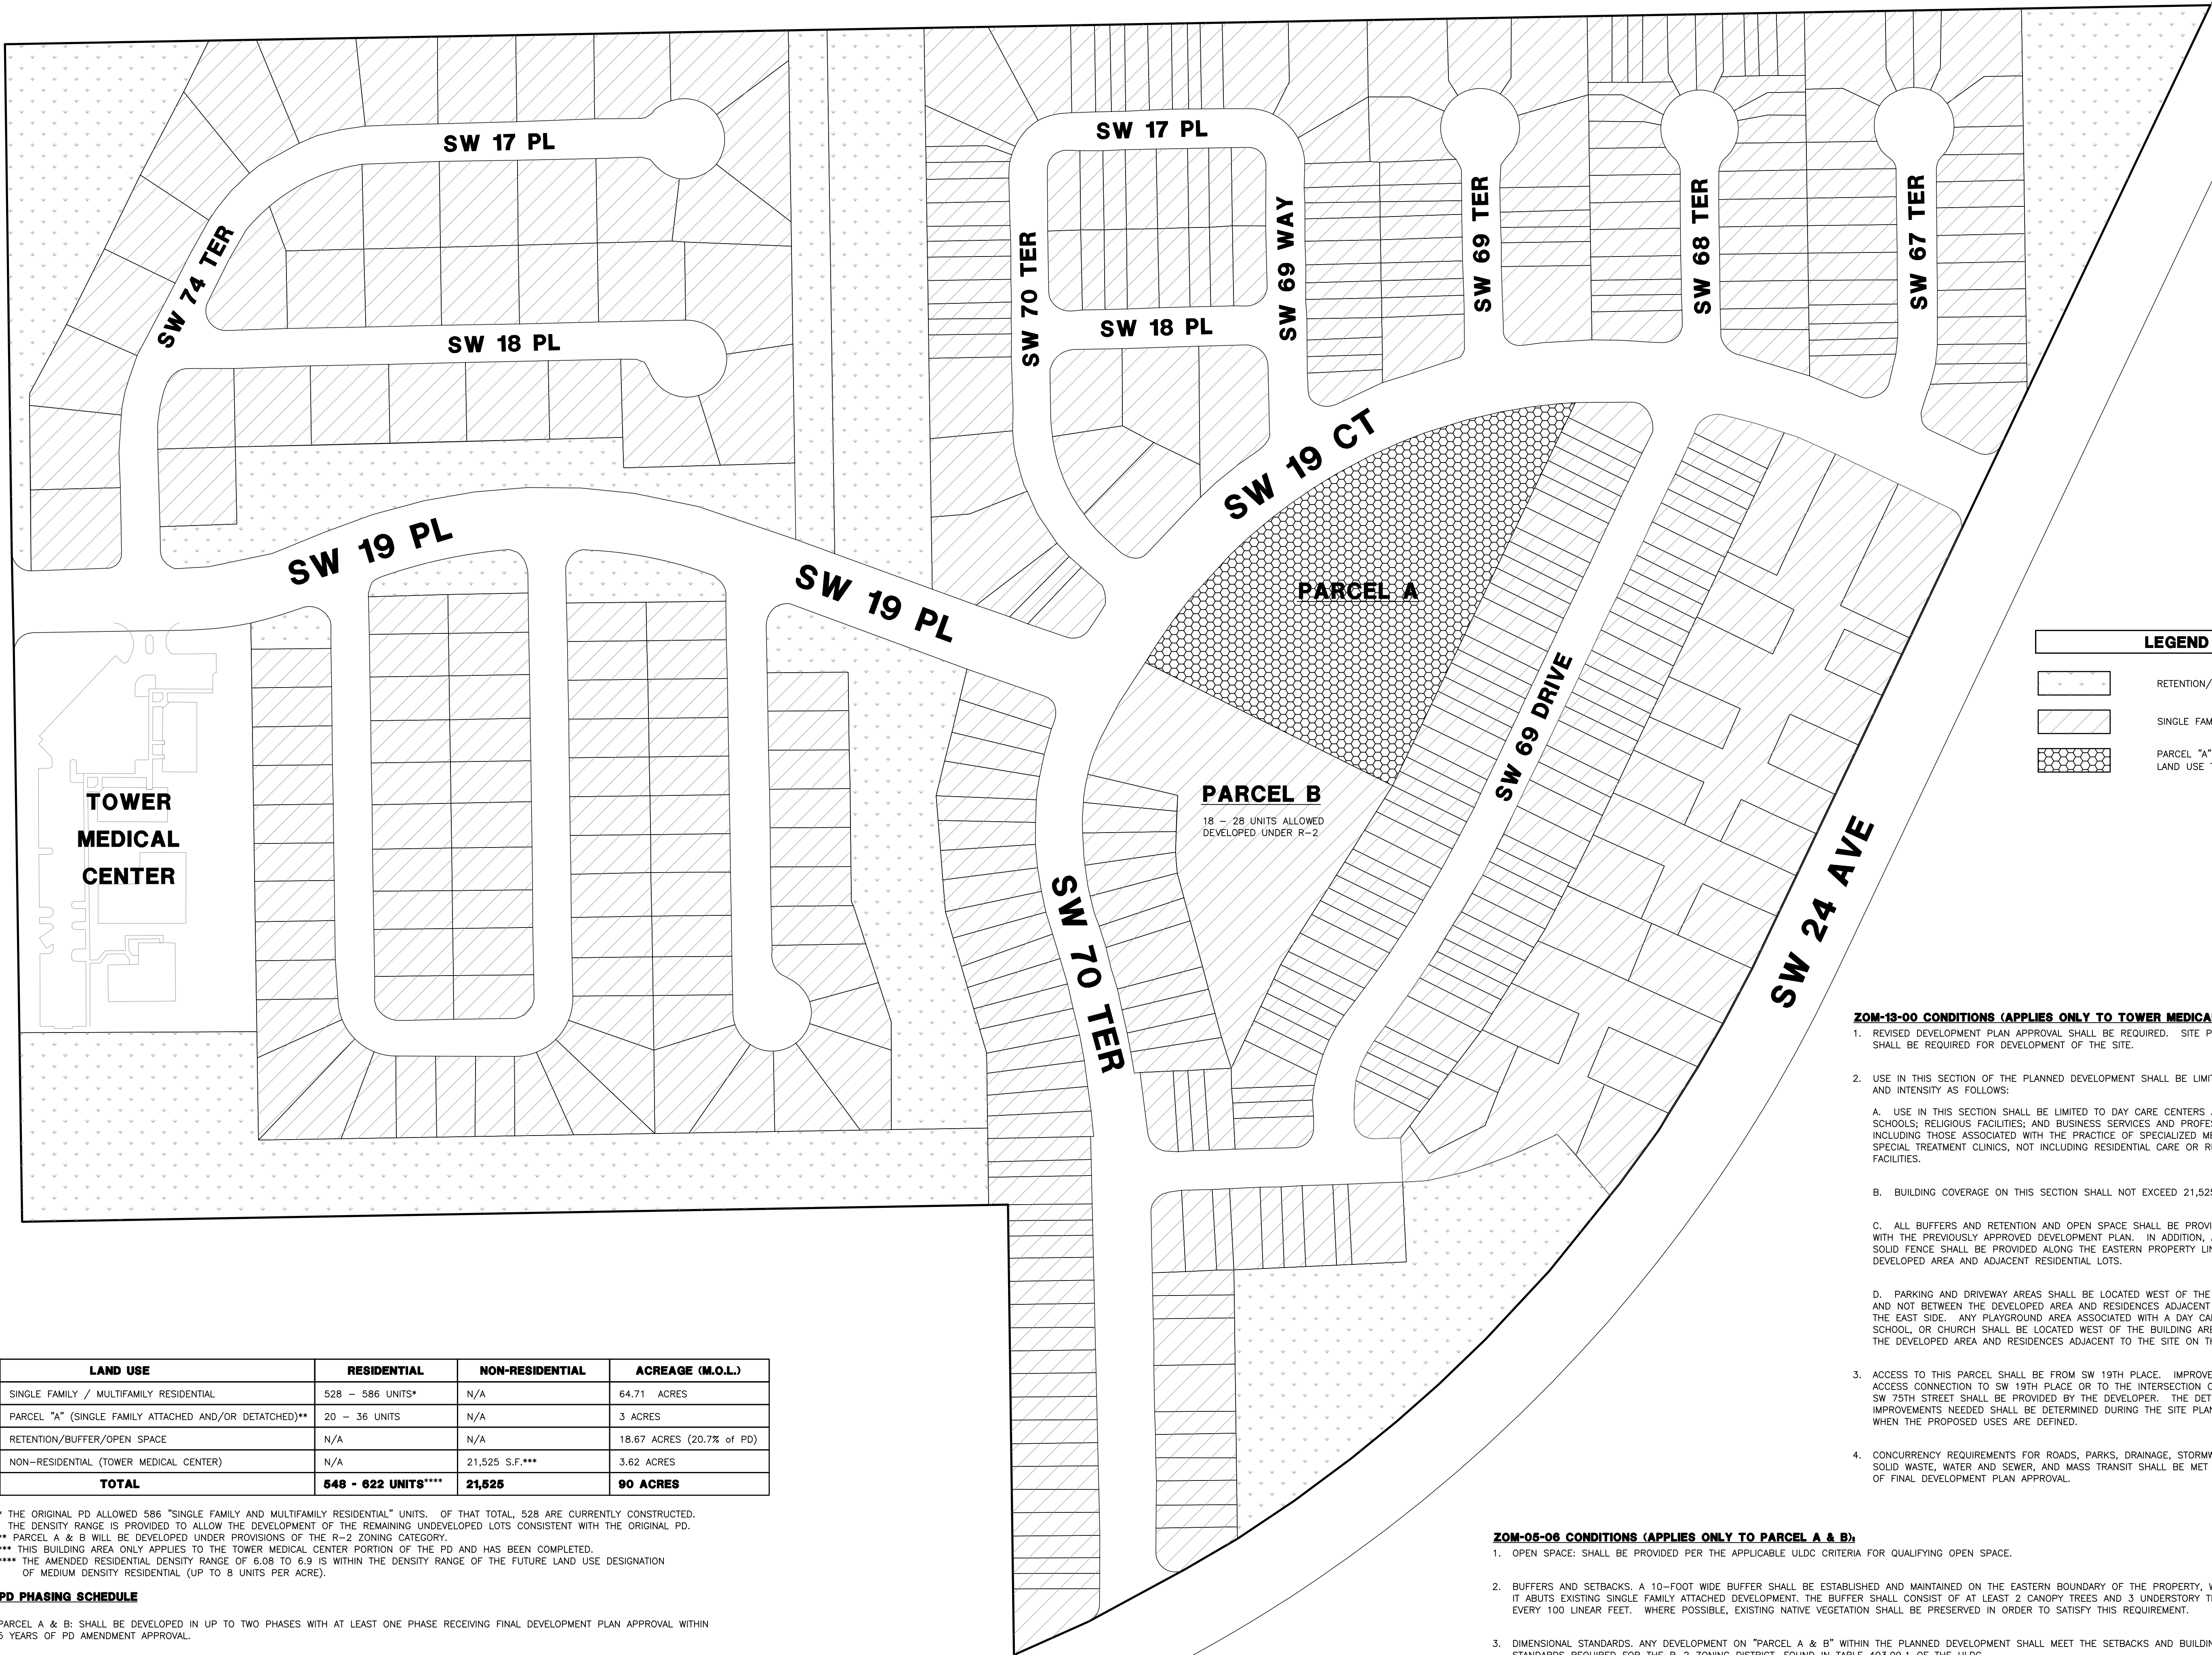 SW 17 PL
SW 74 TER
SW 18 PL
SW 19 PL
SW 19 PL
SW 17 PL
SW 70 TER
SW 69 WAY
SW 18 PL
SW 69 TER
SW 68 TER
SW 67 TER
SW 19 CT
PARCEL A
SW 69 DRIVE
PARCEL B
18 – 28 UNITS ALLOWED
DEVELOPED UNDER R–2
SW 70 TER
SW 24 AVE
TOWER
MEDICAL
CENTER
LEGEND
RETENTION/
SINGLE
PARCEL "A"
LAND USE
ZOM-13-00 CONDITIONS (APPLIES ONLY TO TOWER
1. REVISED DEVELOPMENT PLAN APPROVAL SHALL BE REQUIRED. SITE
SHALL BE REQUIRED FOR DEVELOPMENT OF THE SITE.
2. USE IN THIS SECTION OF THE PLANNED DEVELOPMENT SHALL BE
AND INTENSITY AS FOLLOWS:
A. USE IN THIS SECTION SHALL BE LIMITED TO DAY CARE CENTERS
SCHOOLS; RELIGIOUS FACILITIES; AND BUSINESS SERVICES AND
INCLUDING THOSE ASSOCIATED WITH THE PRACTICE OF SPECIALIZED
SPECIAL TREATMENT CLINICS, NOT INCLUDING RESIDENTIAL CARE OR
FACILITIES.
B. BUILDING COVERAGE ON THIS SECTION SHALL NOT EXCEED 21,525
C. ALL BUFFERS AND RETENTION AND OPEN SPACE SHALL BE
WITH THE PREVIOUSLY APPROVED DEVELOPMENT PLAN. IN ADDITION,
SOLID FENCE SHALL BE PROVIDED ALONG THE EASTERN PROPERTY
DEVELOPED AREA AND ADJACENT RESIDENTIAL LOTS.
D. PARKING AND DRIVEWAY AREAS SHALL BE LOCATED WEST OF THE
AND NOT BETWEEN THE DEVELOPED AREA AND RESIDENCES ADJACENT
THE EAST SIDE. ANY PLAYGROUND AREA ASSOCIATED WITH A DAY
SCHOOL, OR CHURCH SHALL BE LOCATED WEST OF THE BUILDING
THE DEVELOPED AREA AND RESIDENCES ADJACENT TO THE SITE ON
3. ACCESS TO THIS PARCEL SHALL BE FROM SW 19TH PLACE.
ACCESS CONNECTION TO SW 19TH PLACE OR TO THE INTERSECTION
SW 75TH STREET SHALL BE PROVIDED BY THE DEVELOPER. THE
IMPROVEMENTS NEEDED SHALL BE DETERMINED DURING THE SITE PLAN
WHEN THE PROPOSED USES ARE DEFINED.
4. CONCURRENCY REQUIREMENTS FOR ROADS, PARKS, DRAINAGE,
SOLID WASTE, WATER AND SEWER, AND MASS TRANSIT SHALL BE MET
OF FINAL DEVELOPMENT PLAN APPROVAL.
LAND USE RESIDENTIAL NON-RESIDENTIAL ACREAGE (M.O.L.)
SINGLE FAMILY / MULTIFAMILY RESIDENTIAL 528 – 586 UNITS* N/A 64.71 ACRES
PARCEL "A" (SINGLE FAMILY ATTACHED AND/OR DETATCHED)** 20 – 36 UNITS N/A 3 ACRES
RETENTION/BUFFER/OPEN SPACE N/A N/A 18.67 ACRES (20.7% of PD)
NON–RESIDENTIAL (TOWER MEDICAL CENTER) N/A 21,525 S.F.*** 3.62 ACRES
TOTAL 548 - 622 UNITS**** 21,525 90 ACRES
* THE ORIGINAL PD ALLOWED 586 "SINGLE FAMILY AND MULTIFAMILY RESIDENTIAL" UNITS. OF THAT TOTAL, 528 ARE CURRENTLY CONSTRUCTED.
THE DENSITY RANGE IS PROVIDED TO ALLOW THE DEVELOPMENT OF THE REMAINING UNDEVELOPED LOTS CONSISTENT WITH THE ORIGINAL PD.
** PARCEL A & B WILL BE DEVELOPED UNDER PROVISIONS OF THE R–2 ZONING CATEGORY.
*** THIS BUILDING AREA ONLY APPLIES TO THE TOWER MEDICAL CENTER PORTION OF THE PD AND HAS BEEN COMPLETED.
**** THE AMENDED RESIDENTIAL DENSITY RANGE OF 6.08 TO 6.9 IS WITHIN THE DENSITY RANGE OF THE FUTURE LAND USE DESIGNATION
OF MEDIUM DENSITY RESIDENTIAL (UP TO 8 UNITS PER ACRE).
PD PHASING SCHEDULE
PARCEL A & B: SHALL BE DEVELOPED IN UP TO TWO PHASES WITH AT LEAST ONE PHASE RECEIVING FINAL DEVELOPMENT PLAN APPROVAL WITHIN
5 YEARS OF PD AMENDMENT APPROVAL.
ZOM-05-06 CONDITIONS (APPLIES ONLY TO PARCEL A & B):
1. OPEN SPACE: SHALL BE PROVIDED PER THE APPLICABLE ULDC CRITERIA FOR QUALIFYING OPEN SPACE.
2. BUFFERS AND SETBACKS. A 10–FOOT WIDE BUFFER SHALL BE ESTABLISHED AND MAINTAINED ON THE EASTERN BOUNDARY OF THE PROPERTY,
IT ABUTS EXISTING SINGLE FAMILY ATTACHED DEVELOPMENT. THE BUFFER SHALL CONSIST OF AT LEAST 2 CANOPY TREES AND 3 UNDERSTORY
EVERY 100 LINEAR FEET. WHERE POSSIBLE, EXISTING NATIVE VEGETATION SHALL BE PRESERVED IN ORDER TO SATISFY THIS REQUIREMENT.
3. DIMENSIONAL STANDARDS. ANY DEVELOPMENT ON "PARCEL A & B" WITHIN THE PLANNED DEVELOPMENT SHALL MEET THE SETBACKS AND
STANDARDS REQUIRED FOR THE R–2 ZONING DISTRICT, FOUND IN TABLE 403.09.1 OF THE ULDC.